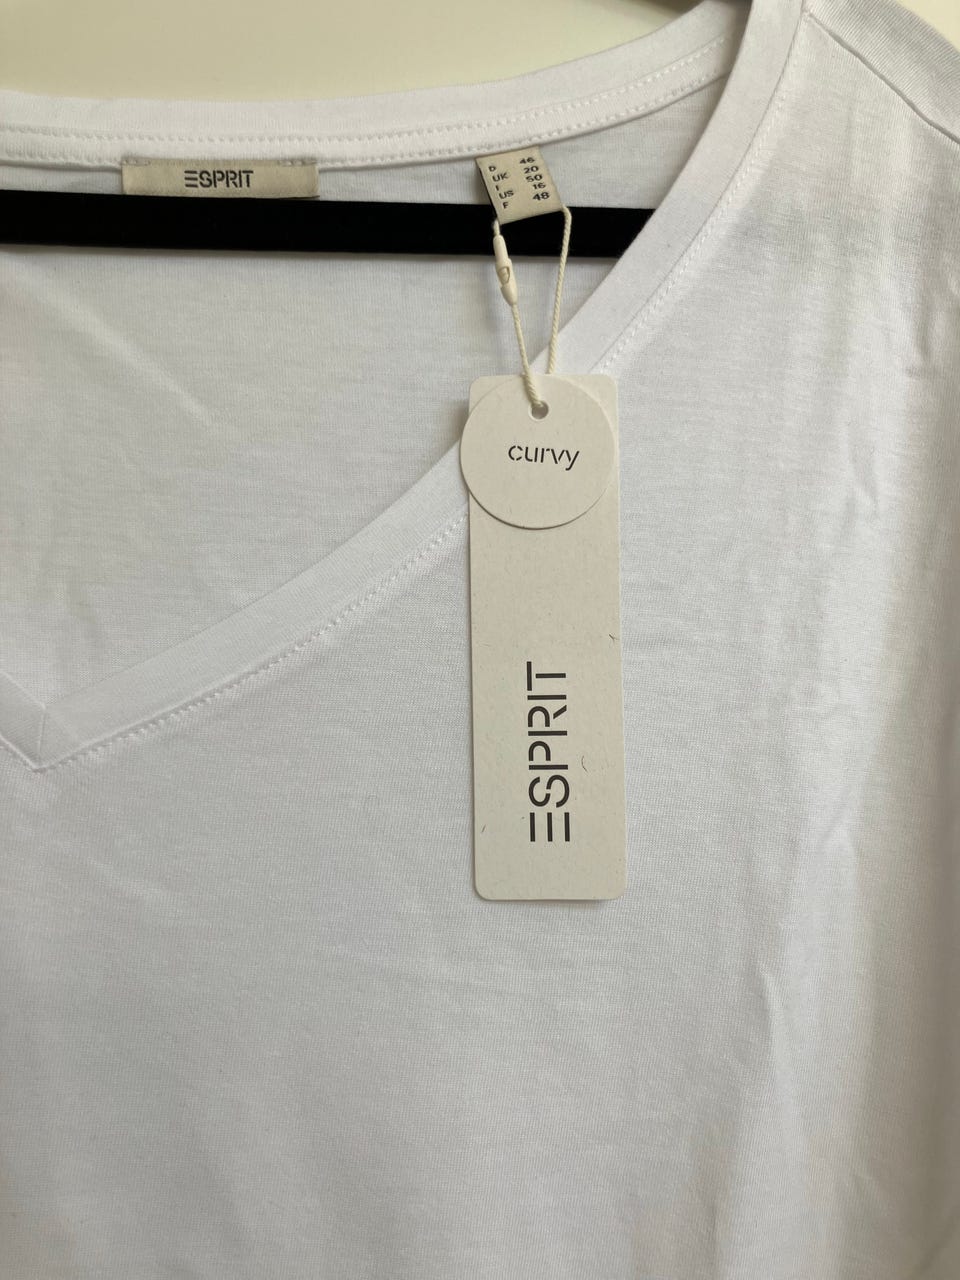 ESPRIT
D 46
UK 20
I 50
US 16
F 48
curvy
ESPRIT